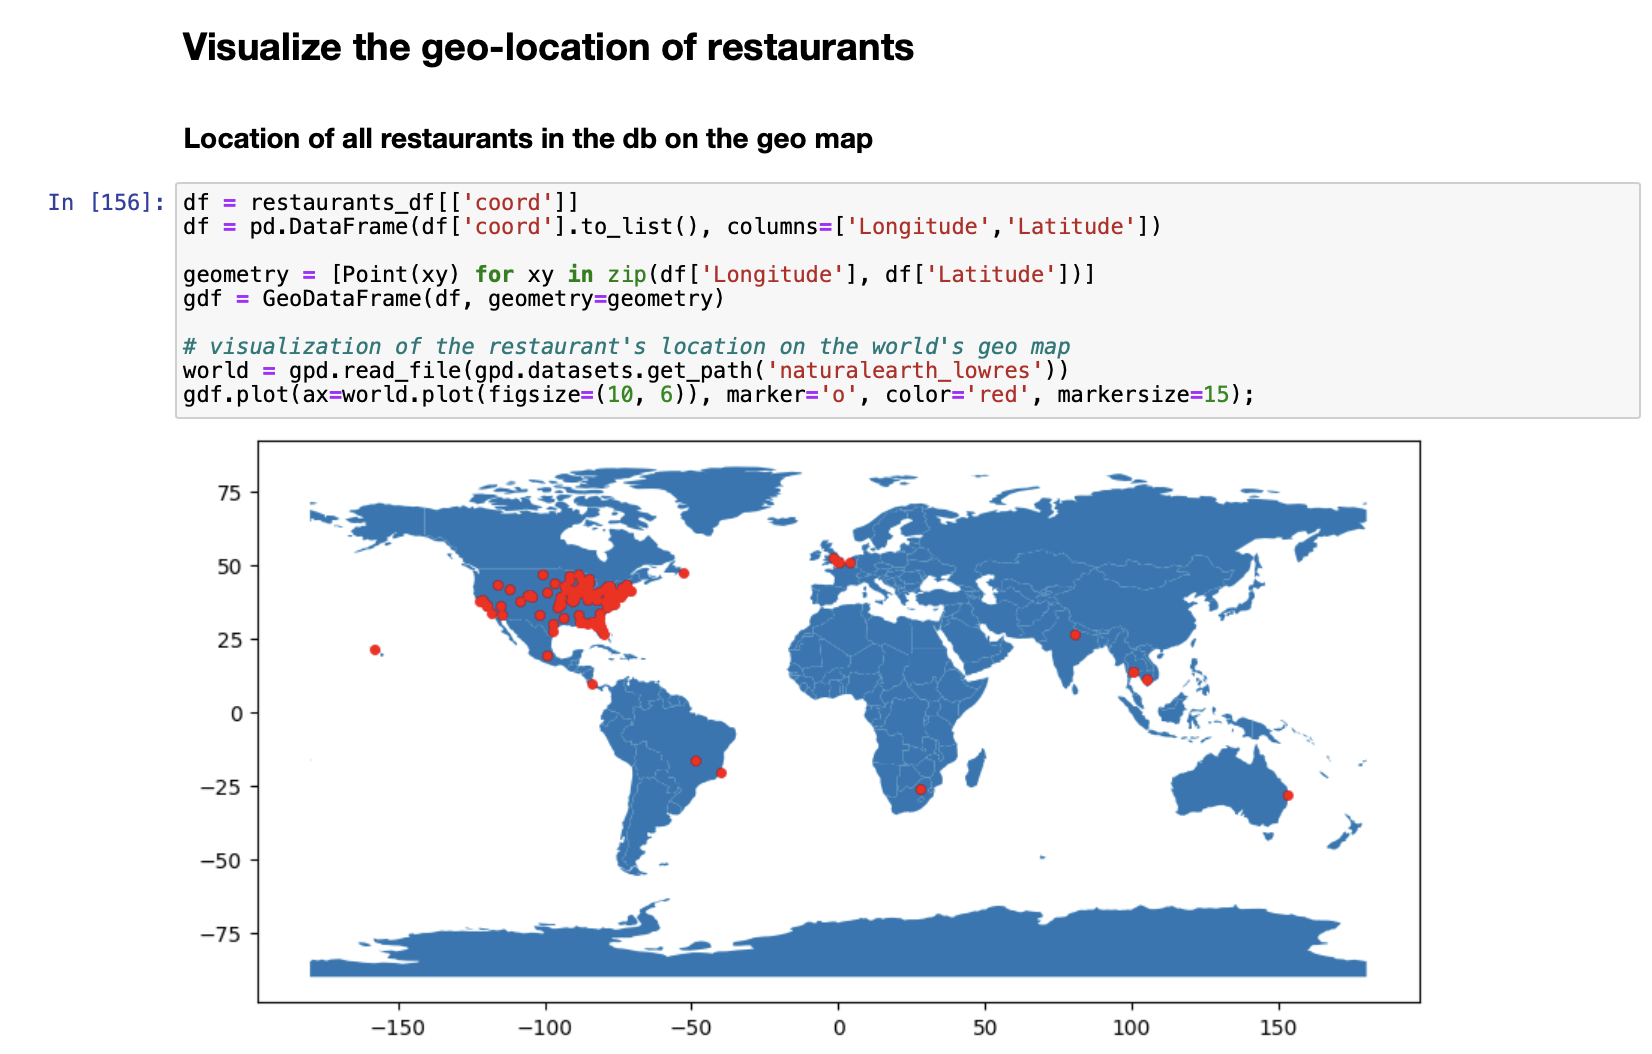 Visualize the geo-location of restaurants
Location of all restaurants in the db on the geo map
In [156]:
df = restaurants_df[['coord']]
df = pd.DataFrame(df['coord'].to_list(), columns=['Longitude','Latitude'])
geometry = [Point(xy) for xy in zip(df['Longitude'], df['Latitude'])]
gdf = GeoDataFrame(df, geometry=geometry)
# visualization of the restaurant's location on the world's geo map
world = gpd.read_file(gpd.datasets.get_path('naturalearth_lowres'))
gdf.plot(ax=world.plot(figsize=(10, 6)), marker='o', color='red', markersize=15);
75
50
25
0
−25
−50
−75
−150 −100 −50 0 50 100 150